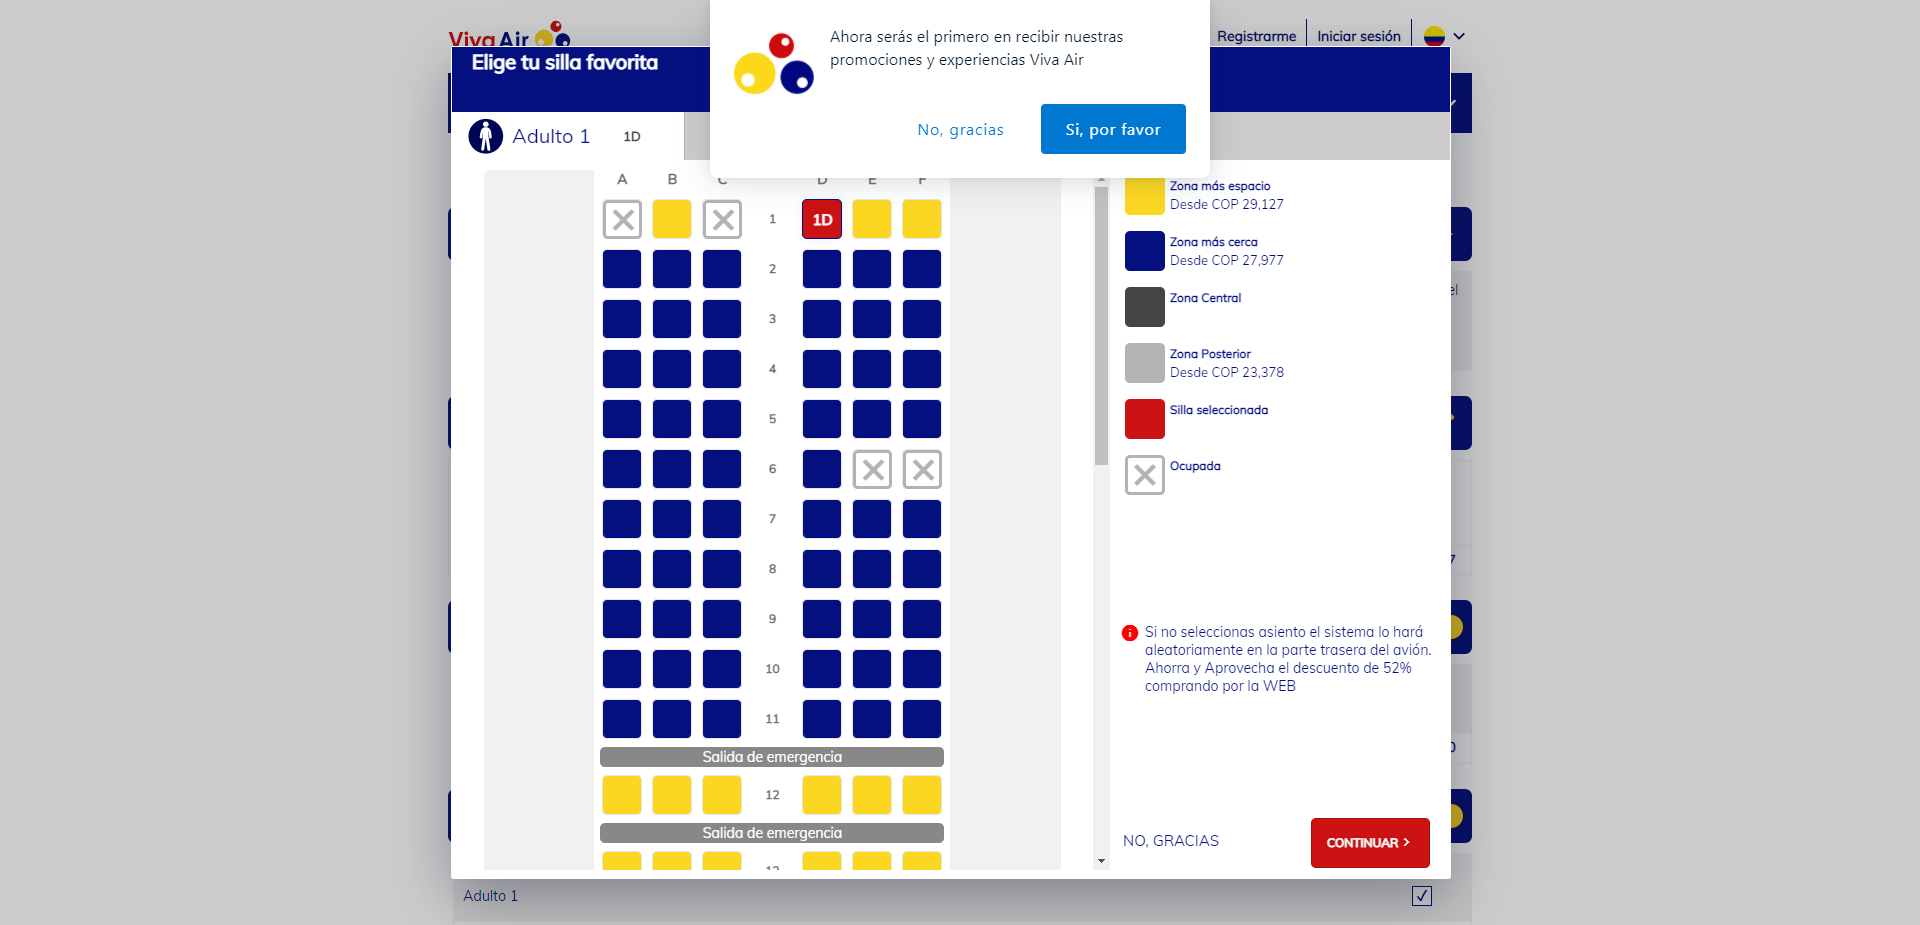 Viva Air
Registrarme
Iniciar sesión
Ahora serás el primero en recibir nuestras
promociones y experiencias Viva Air
No, gracias
Si, por favor
Elige tu silla favorita
Adulto 1
1D
A B C D E F
1 1D
2
3
4
5
6
7
8
9
10
11
Salida de emergencia
12
Salida de emergencia
13
Zona más espacio
Desde COP 29,127
Zona más cerca
Desde COP 27,977
Zona Central
Zona Posterior
Desde COP 23,378
Silla seleccionada
Ocupada
Si no seleccionas asiento el sistema lo hará
aleatoriamente en la parte trasera del avión.
Ahorra y Aprovecha el descuento de 52%
comprando por la WEB
NO, GRACIAS
CONTINUAR >
el
7
0
Adulto 1